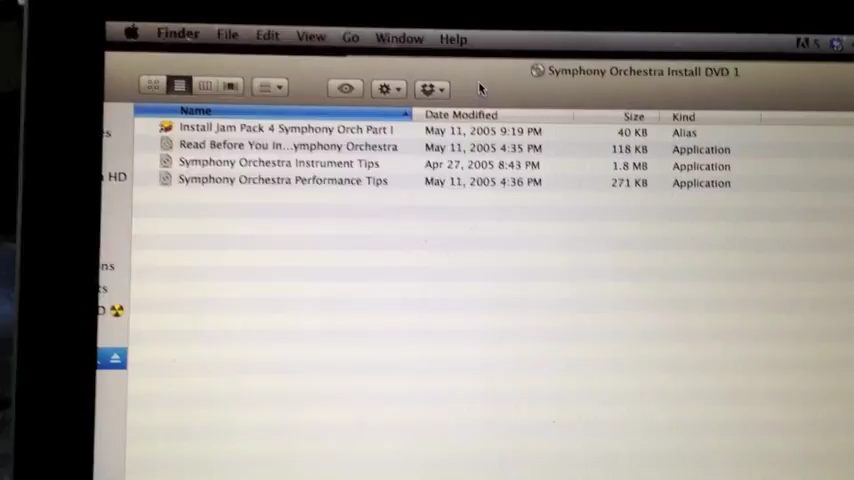 Finder File Edit View Go Window Help
Symphony Orchestra Install DVD 1
Name Date Modified Size Kind
Install Jam Pack 4 Symphony Orch Part I May 11, 2005 9:19 PM 40 KB Alias
Read Before You In...ymphony Orchestra May 11, 2005 4:35 PM 118 KB Application
Symphony Orchestra Instrument Tips Apr 27, 2005 8:43 PM 1.8 MB Application
Symphony Orchestra Performance Tips May 11, 2005 4:36 PM 271 KB Application
HD